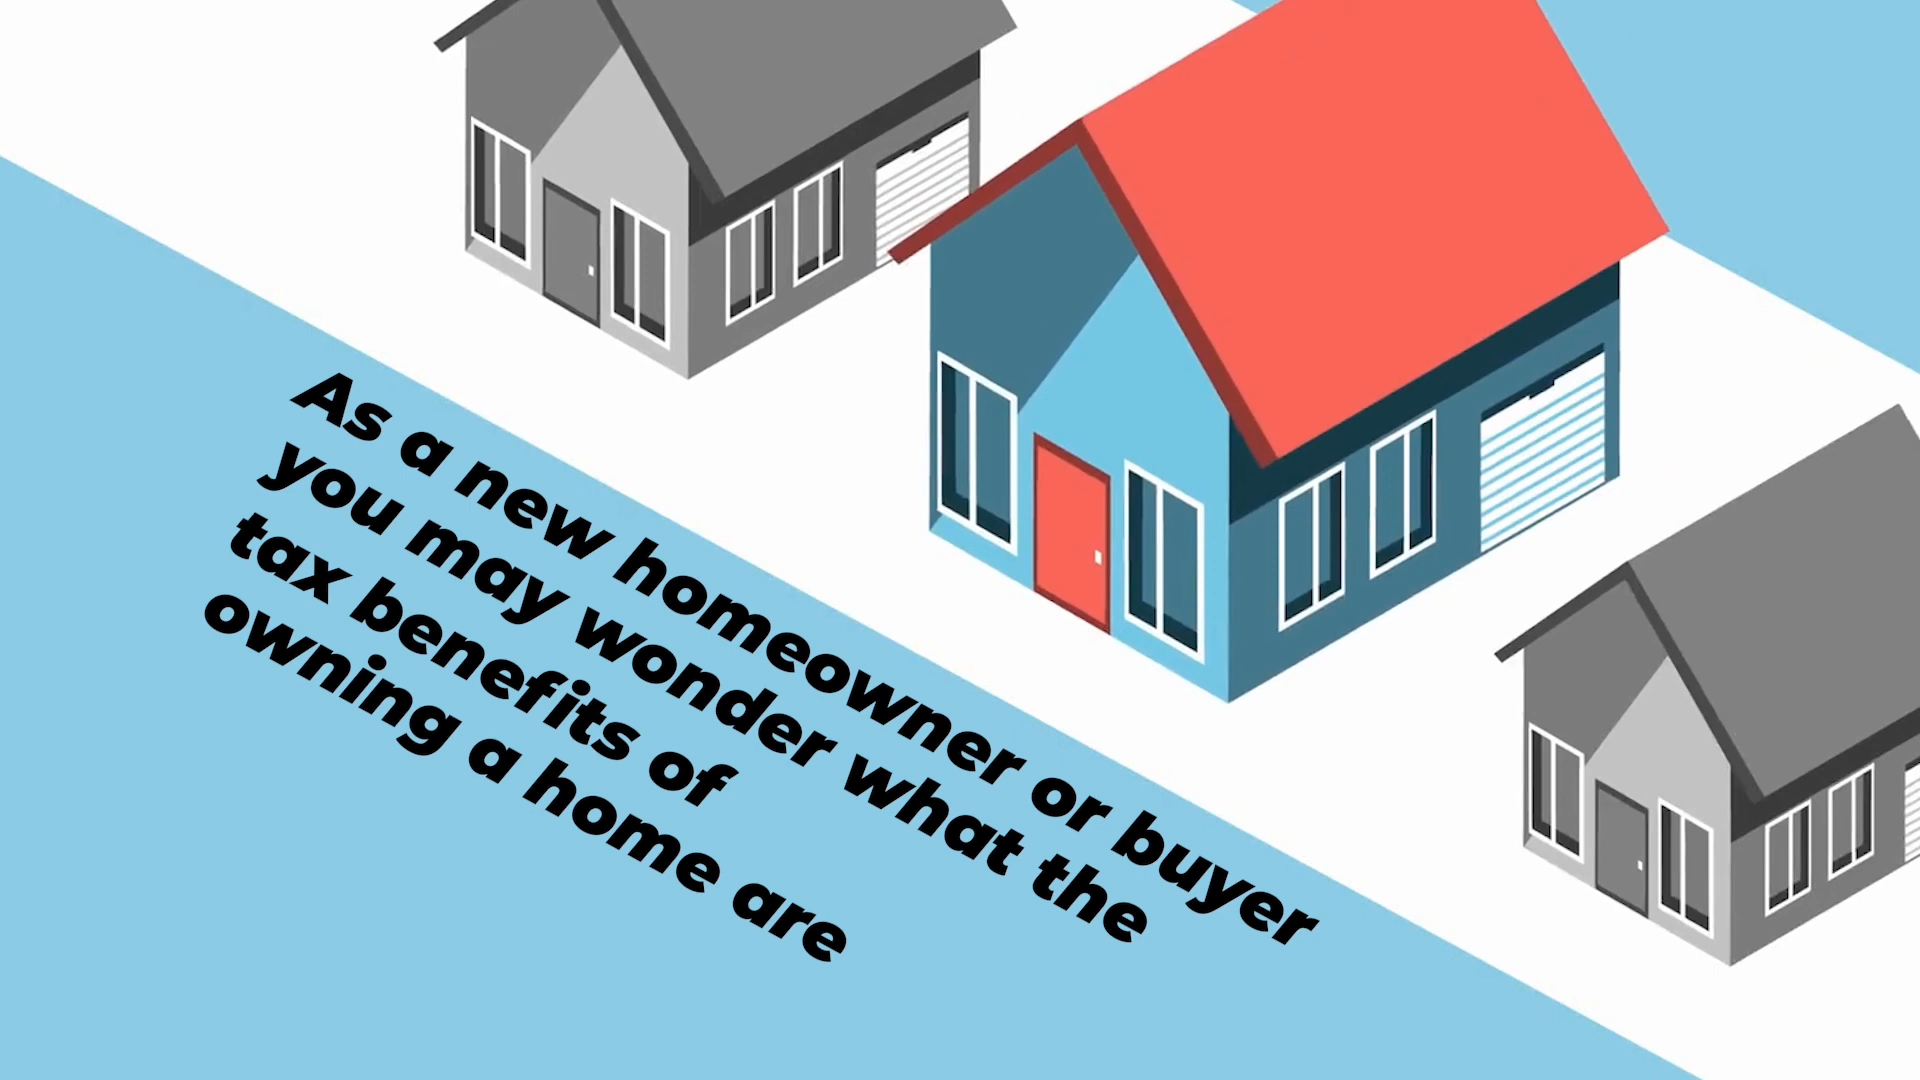 As a new homeowner or buyer
you may wonder what the
tax benefits of
owning a home are